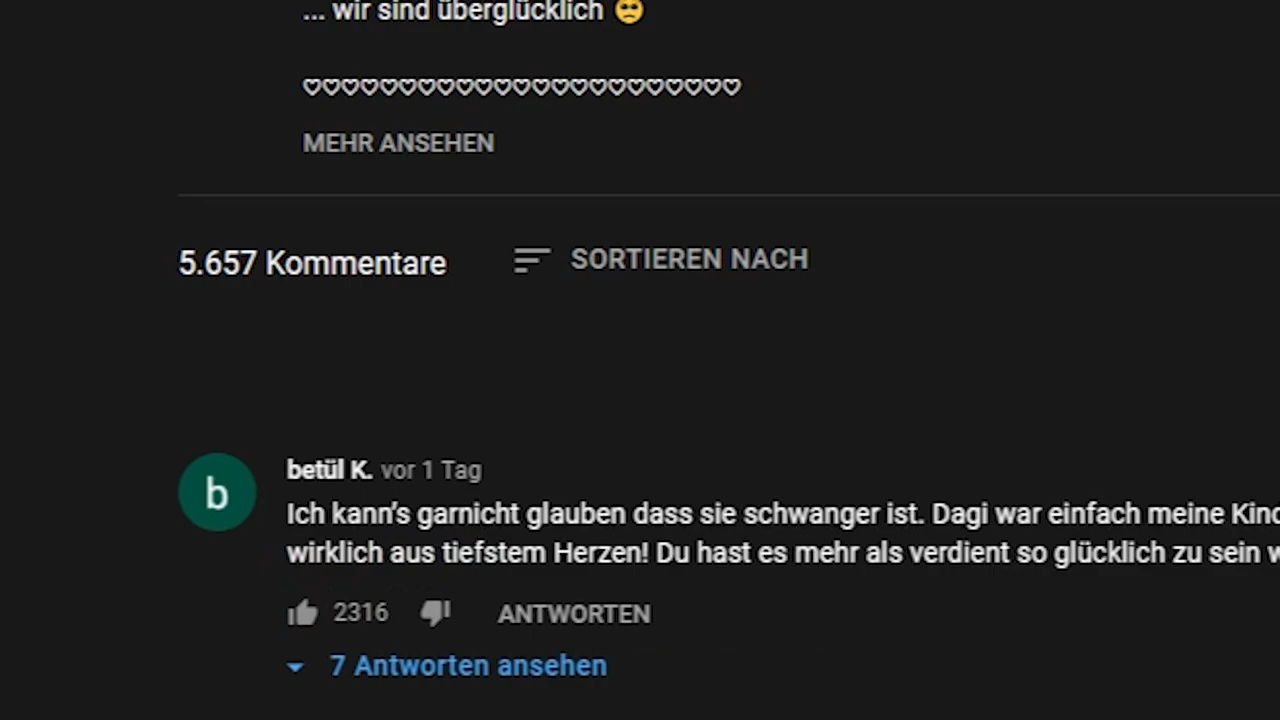 ... wir sind überglücklich 🥺
♡♡♡♡♡♡♡♡♡♡♡♡♡♡♡♡♡♡♡♡♡♡♡
MEHR ANSEHEN
5.657 Kommentare SORTIEREN NACH
b
betül K. vor 1 Tag
Ich kann's garnicht glauben dass sie schwanger ist. Dagi war einfach meine
wirklich aus tiefstem Herzen! Du hast es mehr als verdient so glücklich zu sein
2316 ANTWORTEN
7 Antworten ansehen